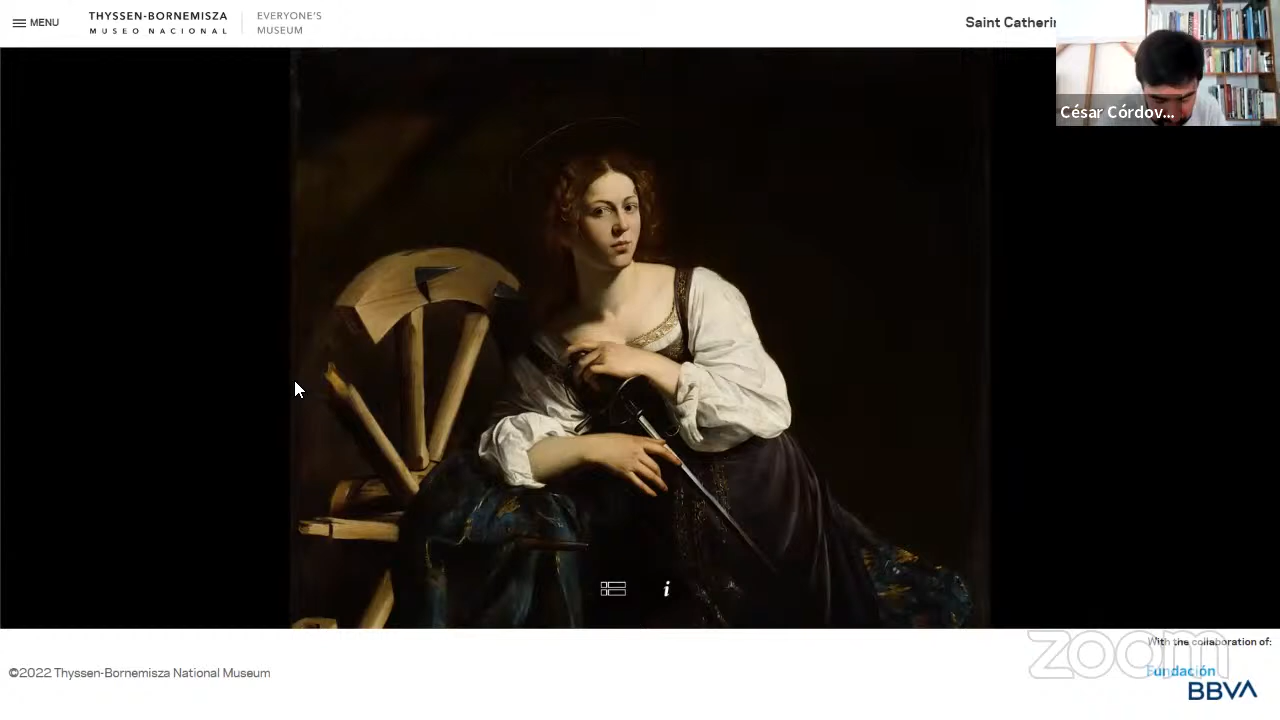 MENU
THYSSEN-BORNEMISZA
MUSEO NACIONAL
EVERYONE'S
MUSEUM
Saint Catherin
César Córdov...
i
©2022 Thyssen-Bornemisza National Museum
zoom
With the collaboration of:
Fundación
BBVA